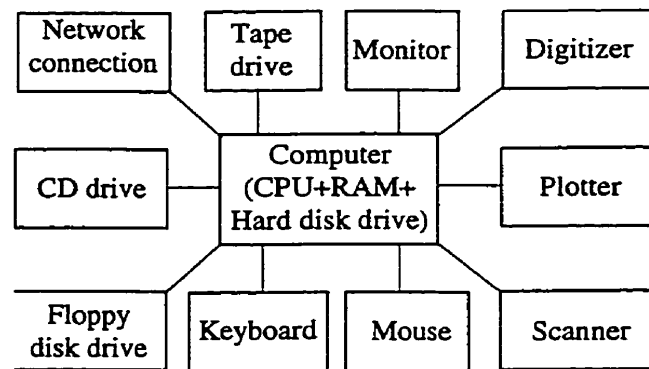 Network
connection
Tape
drive
Monitor
Digitizer
CD drive
Computer
(CPU+RAM+
Hard disk drive)
Plotter
Floppy
disk drive
Keyboard
Mouse
Scanner